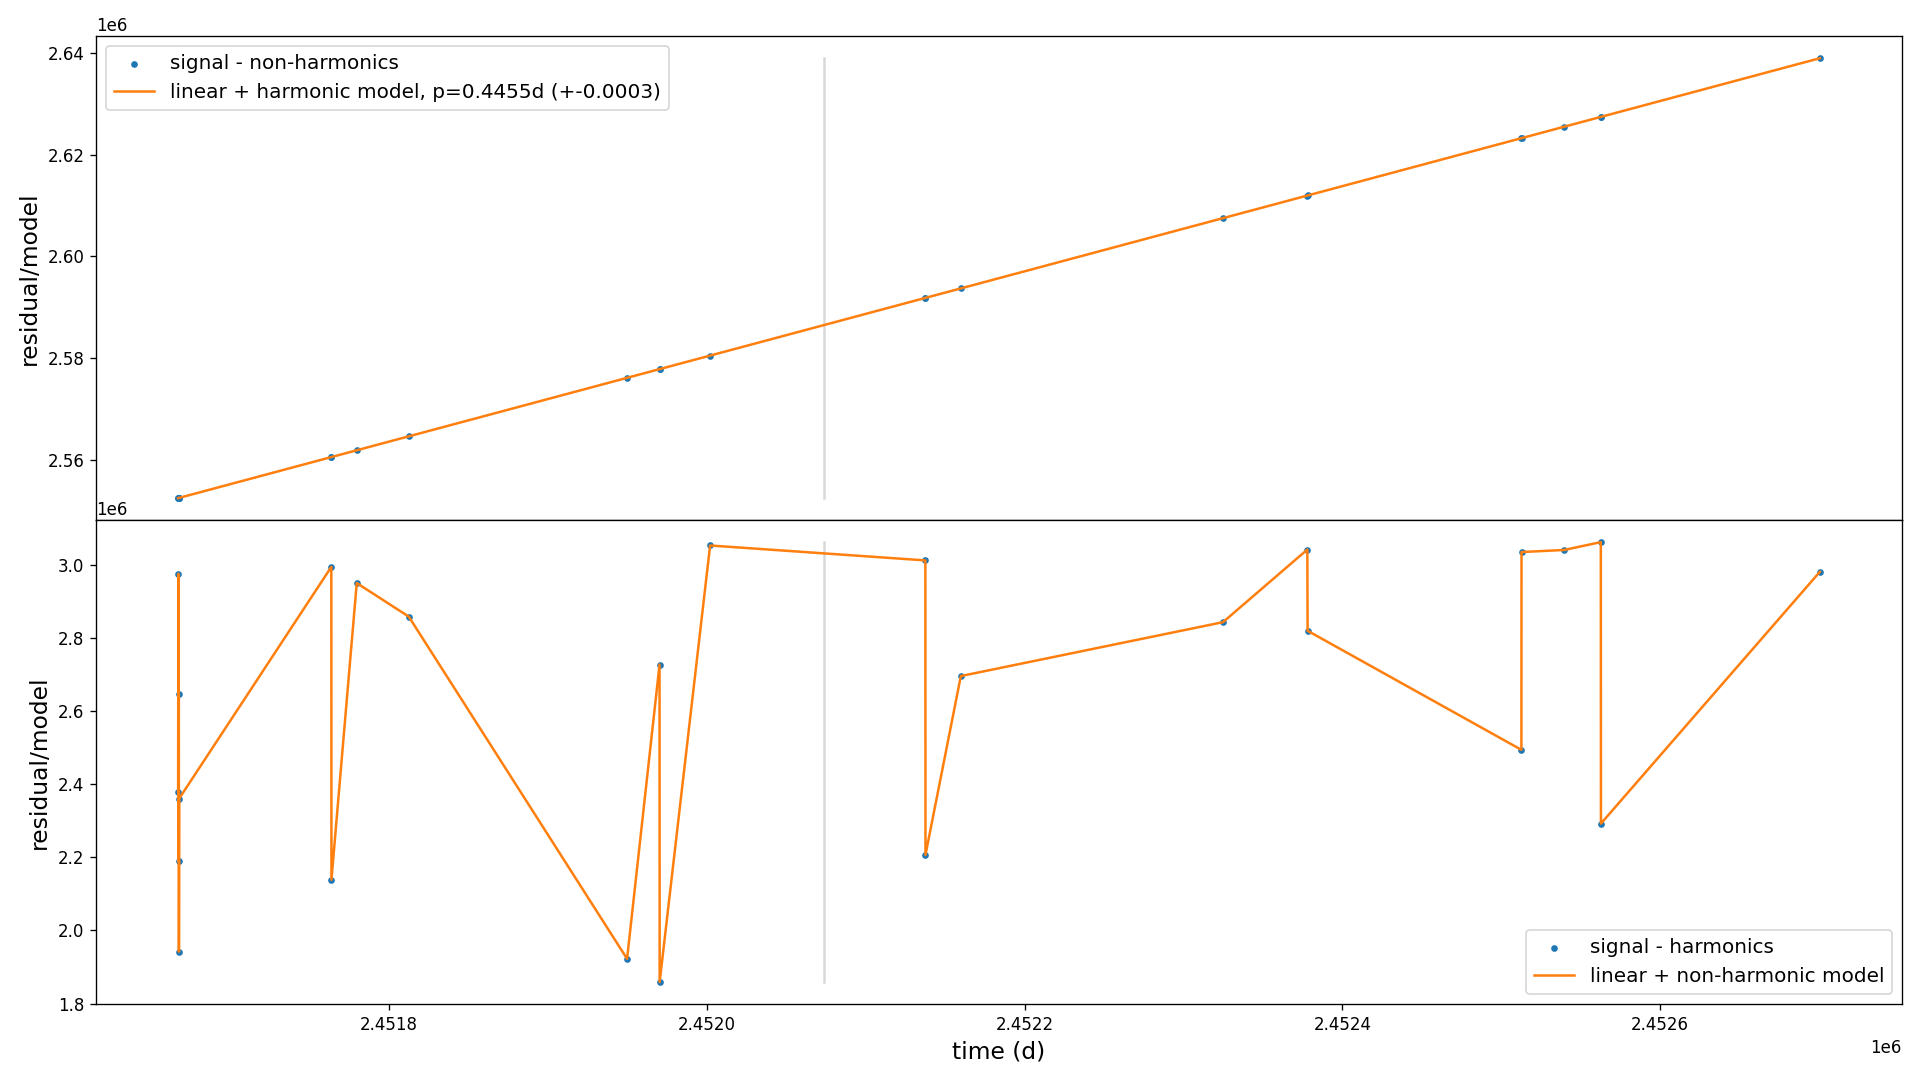 1e6
2.64
2.62
2.60
2.58
2.56
residual/model
signal - non-harmonics
linear + harmonic model, p=0.4455d (+-0.0003)
1e6
3.0
2.8
2.6
2.4
2.2
2.0
1.8
residual/model
signal - harmonics
linear + non-harmonic model
2.4518 2.4520 2.4522 2.4524 2.4526
1e6
time (d)